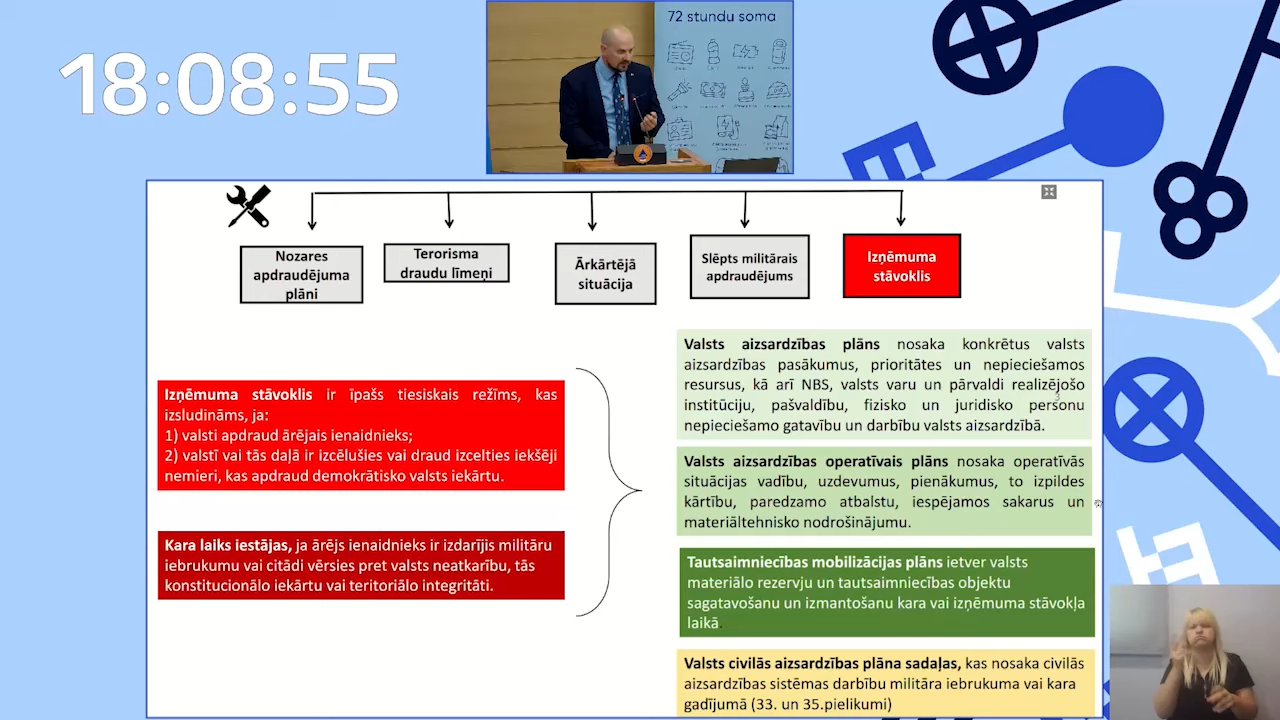 72 stundu soma
18:08:55
Nozares
apdraudējuma
plāni
Terorisma
draudu līmeņi
Ārkārtējā
situācija
Slēpts militārais
apdraudējums
Izņēmuma
stāvoklis
Izņēmuma stāvoklis ir īpašs tiesiskais režīms, kas
izsludināms, ja:
1) valsti apdraud ārējais ienaidnieks;
2) valstī vai tās daļā ir izcēlušies vai draud izcelties iekšēji
nemieri, kas apdraud demokrātisko valsts iekārtu.
Kara laiks iestājas, ja ārējs ienaidnieks ir izdarījis militāru
iebrukumu vai citādi vērsies pret valsts neatkarību, tās
konstitucionālo iekārtu vai teritoriālo integritāti.
Valsts aizsardzības plāns nosaka konkrētus valsts
aizsardzības pasākumus, prioritātes un nepieciešamos
resursus, kā arī NBS, valsts varu un pārvaldi realizējošo
institūciju, pašvaldību, fizisko un juridisko personu
nepieciešamo gatavību un darbību valsts aizsardzībā.
Valsts aizsardzības operatīvais plāns nosaka operatīvās
situācijas vadību, uzdevumus, pienākumus, to izpildes
kārtību, paredzamo atbalstu, iespējamos sakarus un
materiāltehnisko nodrošinājumu.
Tautsaimniecības mobilizācijas plāns ietver valsts
materiālo rezervju un tautsaimniecības objektu
sagatavošanu un izmantošanu kara vai izņēmuma stāvokļa
laikā.
Valsts civilās aizsardzības plāna sadaļas, kas nosaka civilās
aizsardzības sistēmas darbību militāra iebrukuma vai kara
gadījumā (33. un 35.pielikumi)